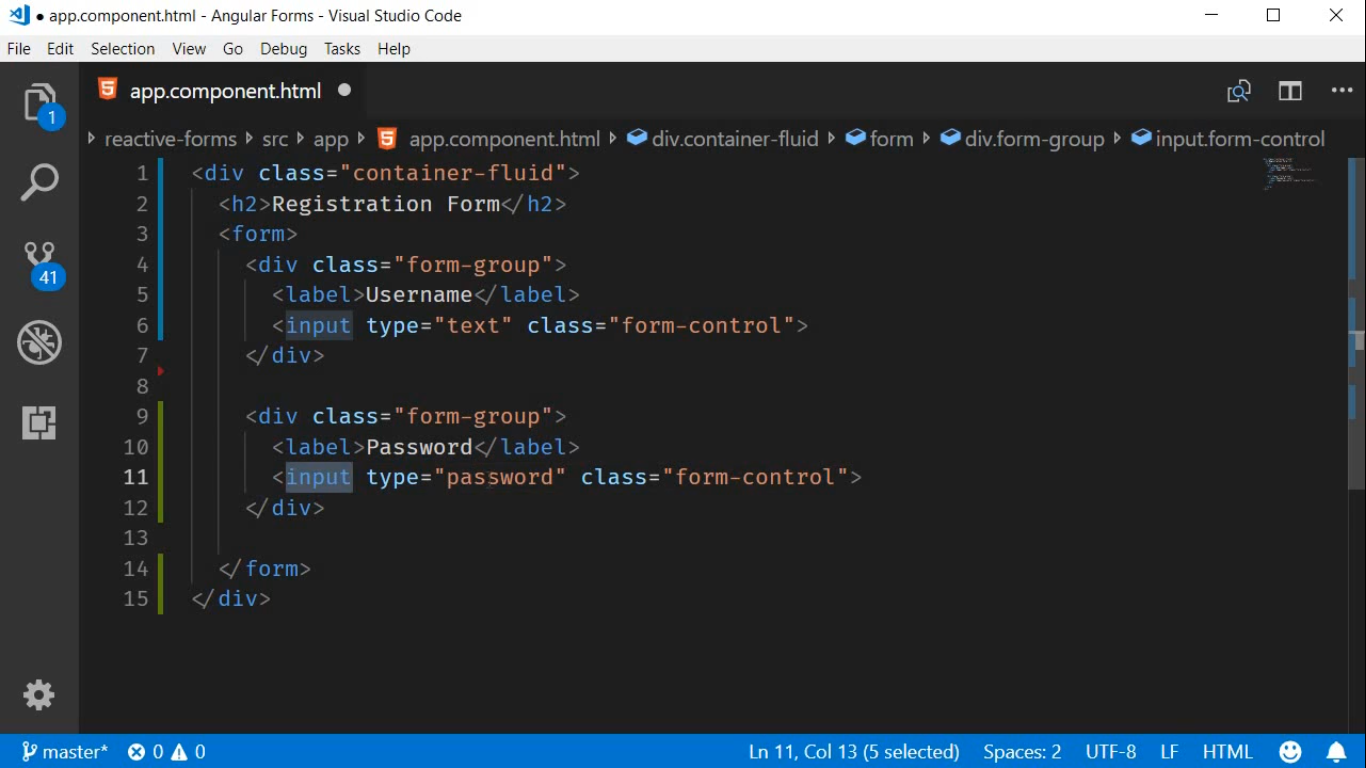 ● app.component.html - Angular Forms - Visual Studio Code
File Edit Selection View Go Debug Tasks Help
app.component.html ●
1
reactive-forms src app app.component.html div.container-fluid form div.form-group input.form-control
1 <div class="container-fluid">
2 <h2>Registration Form</h2>
3 <form>
4 <div class="form-group">
5 <label>Username</label>
6 <input type="text" class="form-control">
7 </div>
8
9 <div class="form-group">
10 <label>Password</label>
11 <input type="password" class="form-control">
12 </div>
13
14 </form>
15 </div>
41
master* 0 0 Ln 11, Col 13 (5 selected) Spaces: 2 UTF-8 LF HTML